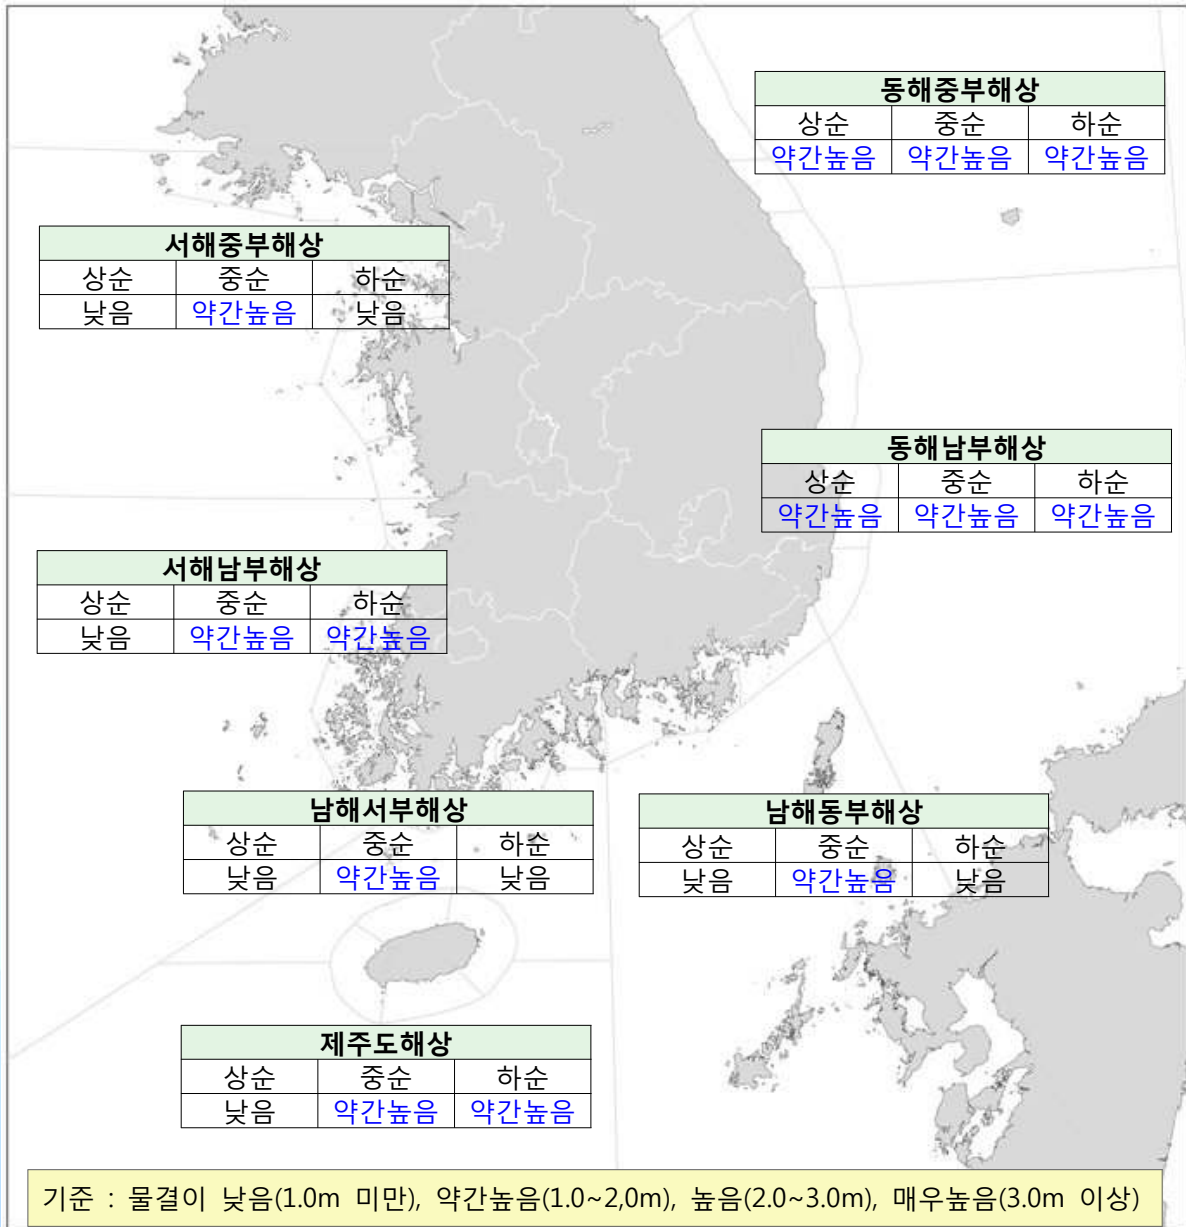 동해중부해상
상순 중순 하순
약간높음 약간높음 약간높음
서해중부해상
상순 중순 하순
낮음 약간높음 낮음
동해남부해상
상순 중순 하순
약간높음 약간높음 약간높음
서해남부해상
상순 중순 하순
낮음 약간높음 약간높음
남해서부해상
상순 중순 하순
낮음 약간높음 낮음
남해동부해상
상순 중순 하순
낮음 약간높음 낮음
제주도해상
상순 중순 하순
낮음 약간높음 약간높음
기준 : 물결이 낮음(1.0m 미만), 약간높음(1.0~2,0m), 높음(2.0~3.0m), 매우높음(3.0m 이상)